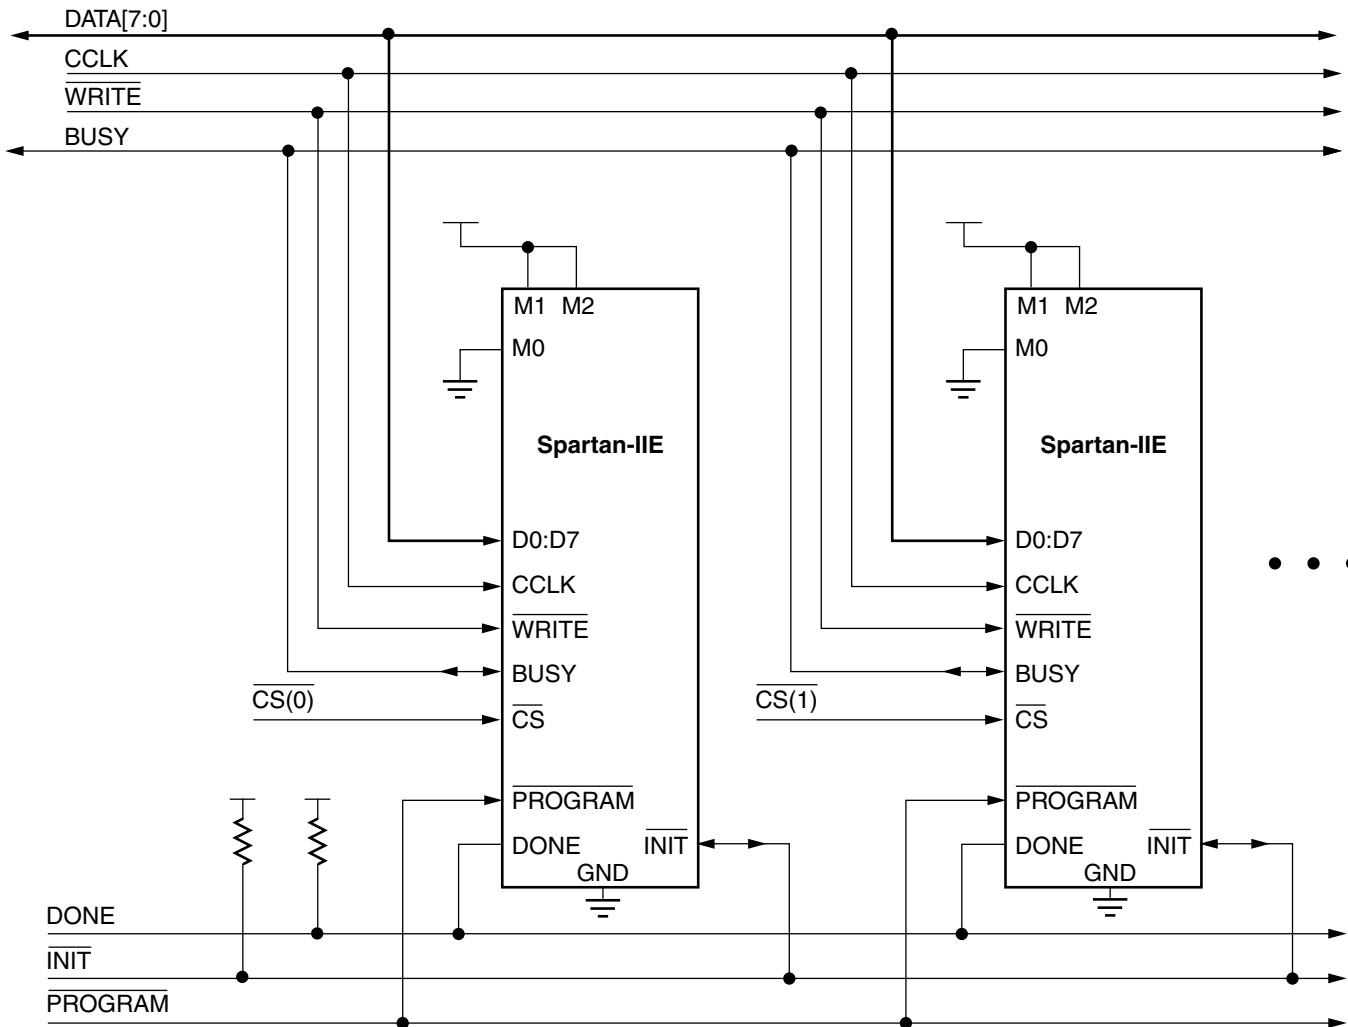 DATA[7:0]
CCLK
WRITE
BUSY
M1 M2
M0
Spartan-IIE
D0:D7
CCLK
WRITE
BUSY
CS(0)
CS
PROGRAM
DONE INIT
GND
M1 M2
M0
Spartan-IIE
D0:D7
CCLK
WRITE
BUSY
CS(1)
CS
PROGRAM
DONE INIT
GND
DONE
INIT
PROGRAM